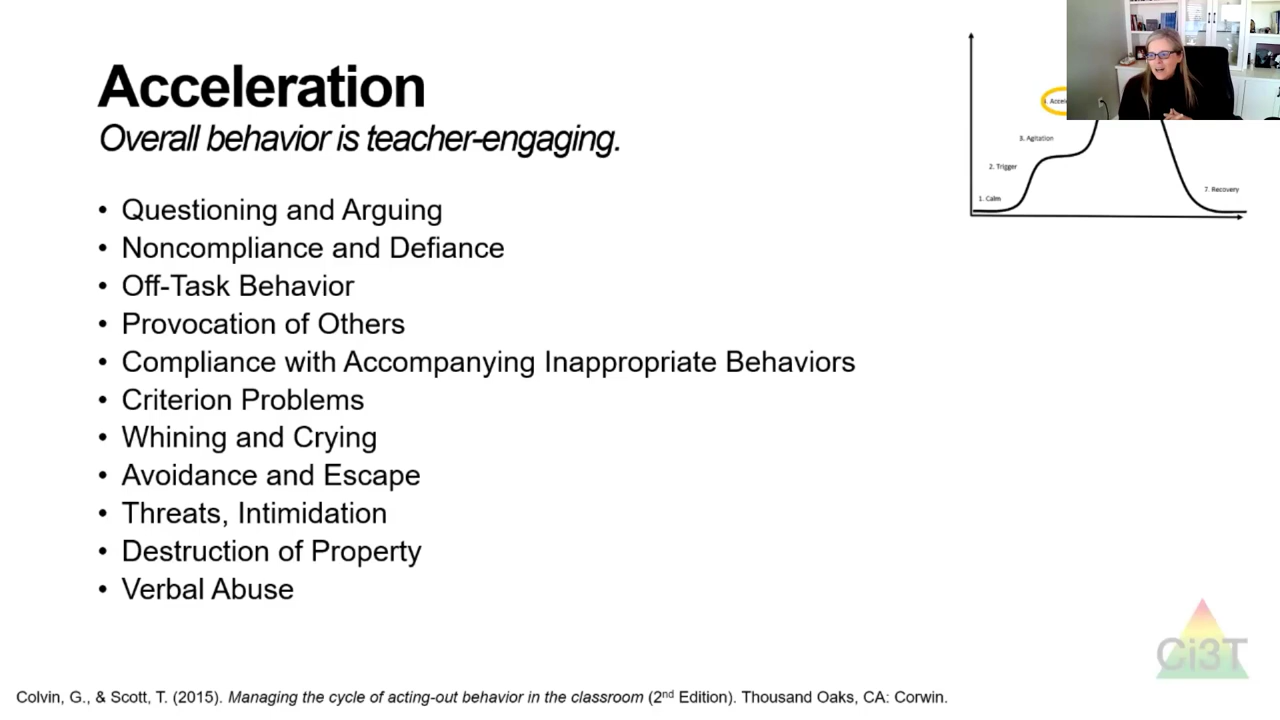 Acceleration
Overall behavior is teacher-engaging.
• Questioning and Arguing
• Noncompliance and Defiance
• Off-Task Behavior
• Provocation of Others
• Compliance with Accompanying Inappropriate Behaviors
• Criterion Problems
• Whining and Crying
• Avoidance and Escape
• Threats, Intimidation
• Destruction of Property
• Verbal Abuse
3. Agitation
2. Trigger
1. Calm
7. Recovery
Ci3T
Colvin, G., & Scott, T. (2015). Managing the cycle of acting-out behavior in the classroom (2nd Edition). Thousand Oaks, CA: Corwin.